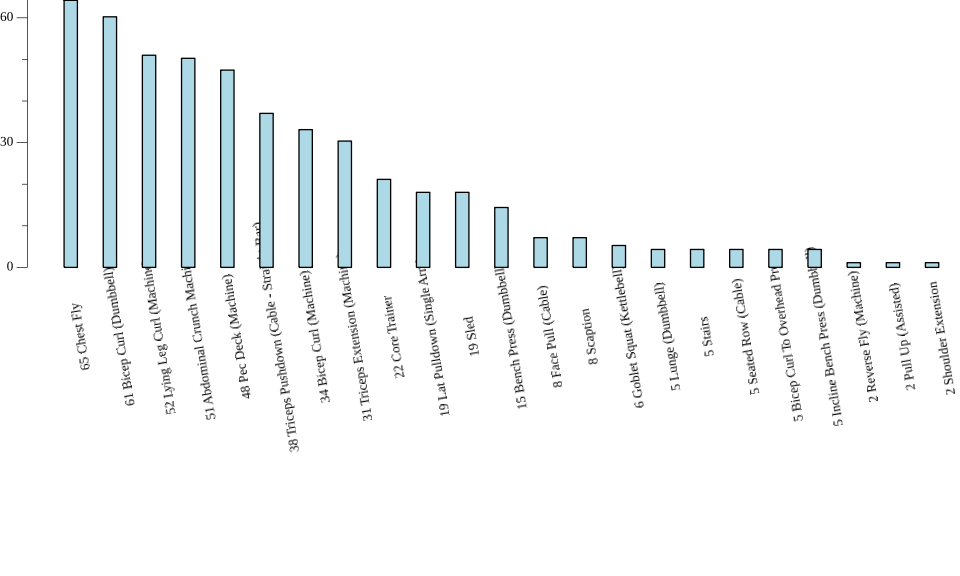 60
30
0
65 Chest Fly
61 Bicep Curl (Dumbbell)
52 Lying Leg Curl (Machine
51 Abdominal Crunch Machi
48 Pec Deck (Machine)
38 Triceps Pushdown (Cable - Stra Bar)
34 Bicep Curl (Machine)
31 Triceps Extension (Machi
22 Core Trainer
19 Lat Pulldown (Single Arm
19 Sled
15 Bench Press (Dumbbell
8 Face Pull (Cable)
8 Scaption
6 Goblet Squat (Kettlebell
5 Lunge (Dumbbell)
5 Stairs
5 Seated Row (Cable)
5 Bicep Curl To Overhead Pr
5 Incline Bench Press (Dumbbell)
2 Reverse Fly (Machine)
2 Pull Up (Assisted)
2 Shoulder Extension